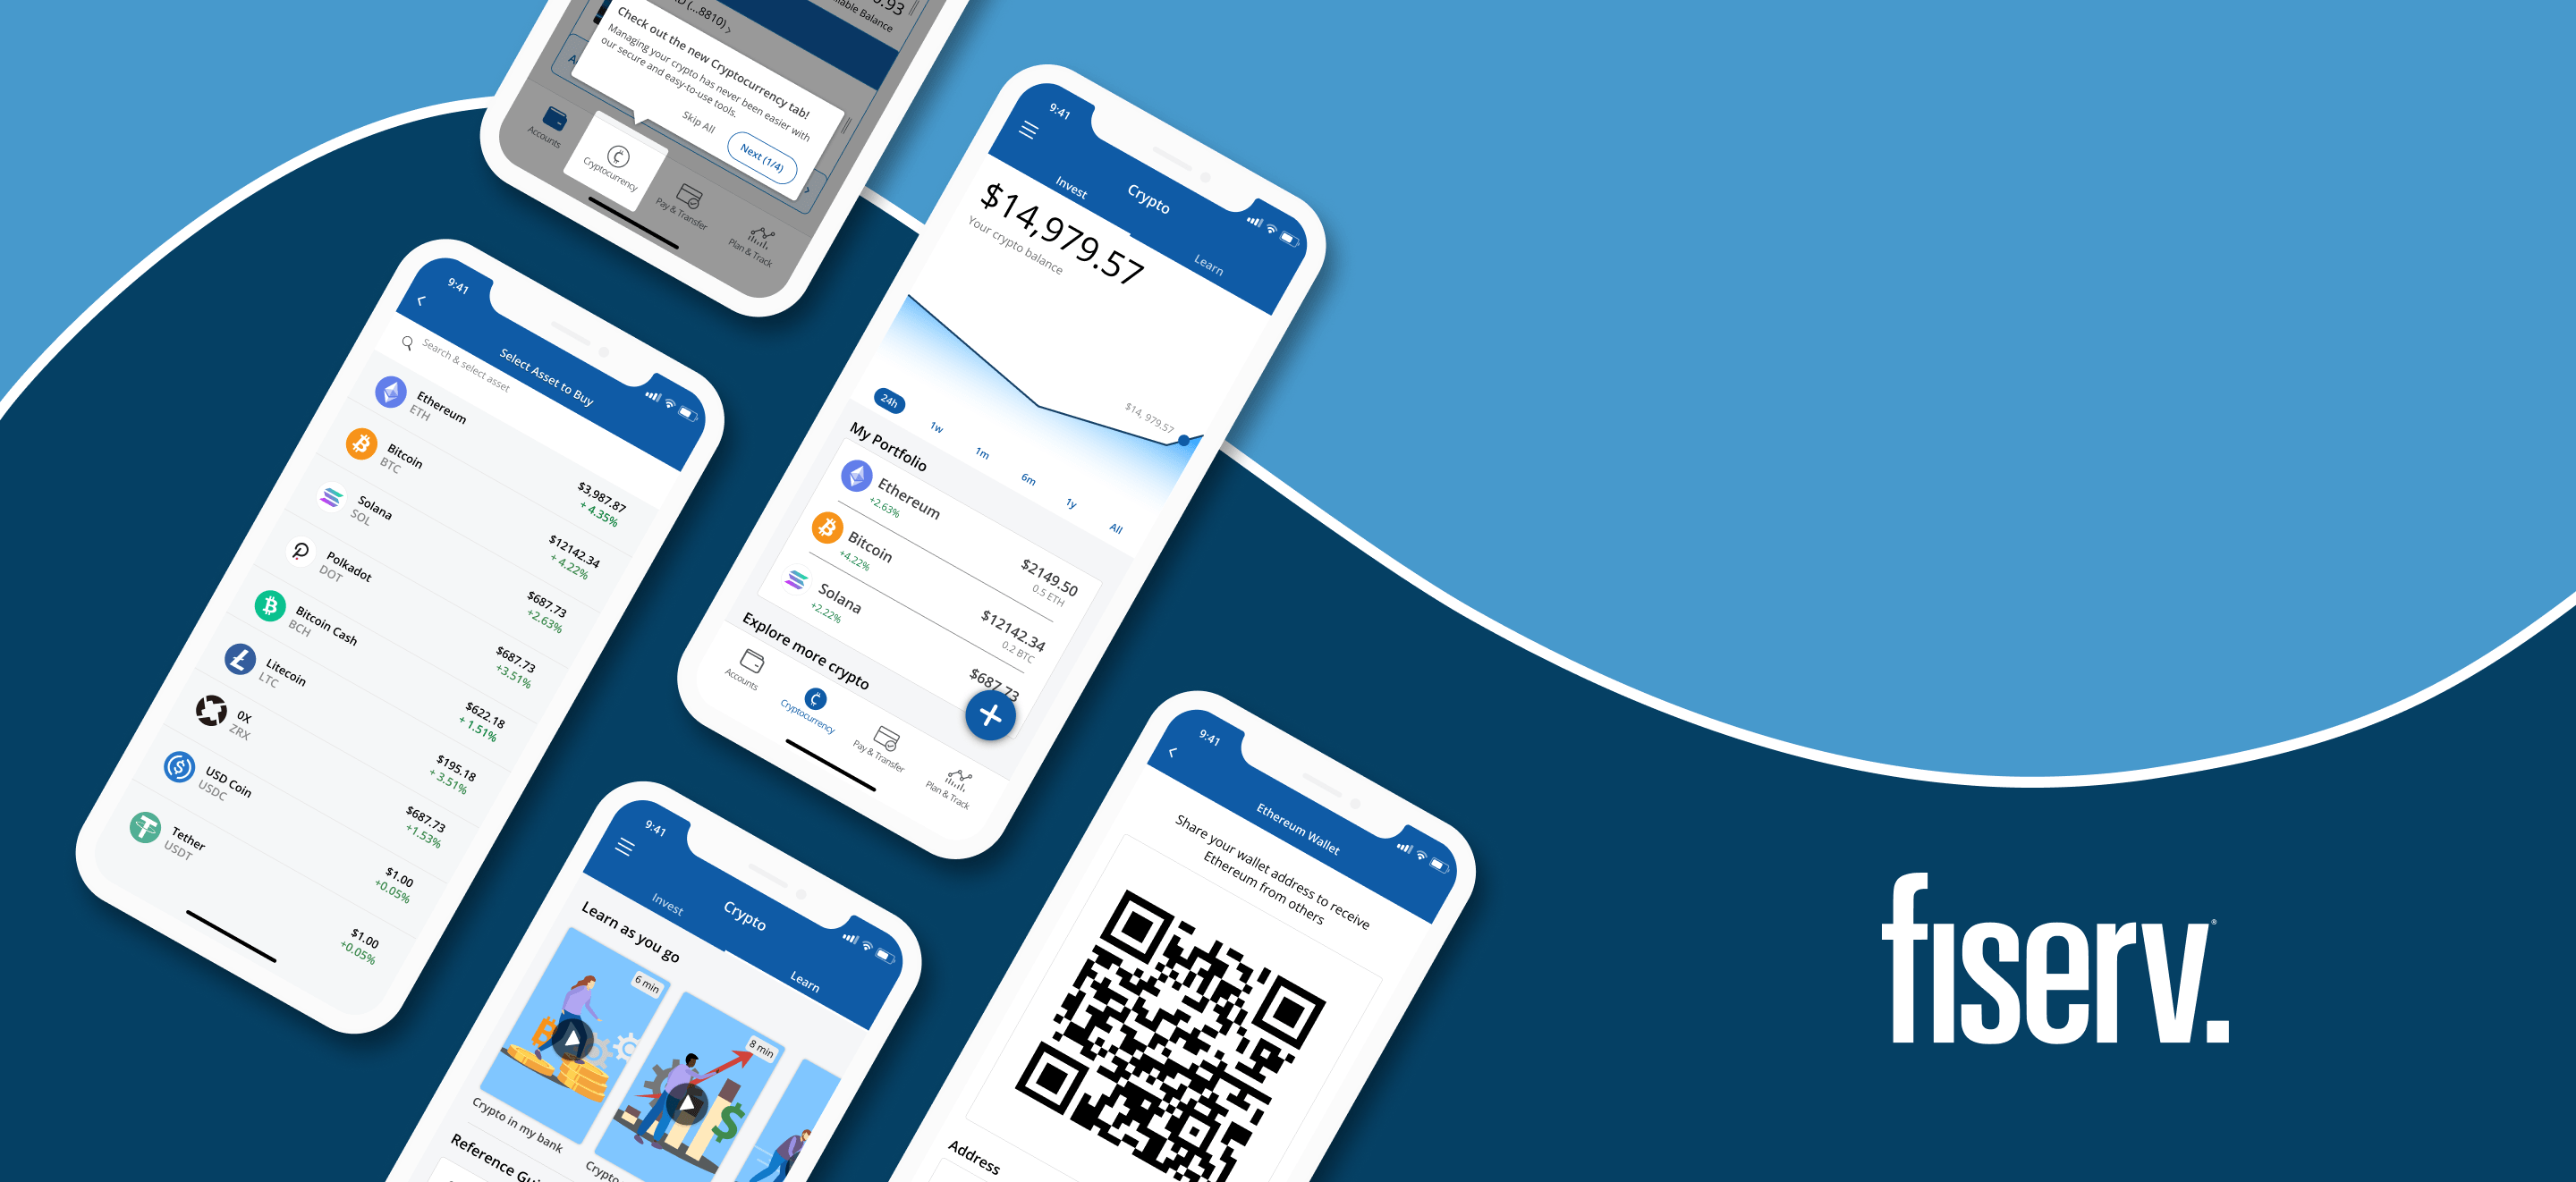 0.93
Available Balance
(...8810) >
Check out the new Cryptocurrency tab!
Managing your crypto has never been easier with
our secure and easy-to-use tools.
Skip All
Next (1/4)
Accounts
Cryptocurrency
Pay & Transfer
Plan & Track
9:41
Crypto
Invest
Learn
$14,979.57
Your crypto balance
$14, 979.57
24h
1w
1m
6m
1y
All
My Portfolio
Ethereum
+2.63%
$2149.50
0.5 ETH
Bitcoin
+4.22%
$12142.34
0.2 BTC
Solana
+2.22%
$687.73
Explore more crypto
Accounts
Cryptocurrency
Pay & Transfer
Plan & Track
9:41
Select Asset to Buy
Search & select asset
Ethereum
ETH
$3,987.87
+ 4.35%
Bitcoin
BTC
$12142.34
+ 4.22%
Solana
SOL
$687.73
+2.63%
Polkadot
DOT
$687.73
+3.51%
Bitcoin Cash
BCH
$622.18
+ 1.51%
Litecoin
LTC
$195.18
+ 3.51%
0X
ZRX
$687.73
+1.53%
USD Coin
USDC
$1.00
+0.05%
Tether
USDT
$1.00
+0.05%
9:41
Crypto
Invest
Learn
Learn as you go
6 min
8 min
Crypto in my bank
Crypto
Reference Gui
9:41
Ethereum Wallet
Share your wallet address to receive
Ethereum from others
Address
fiserv.